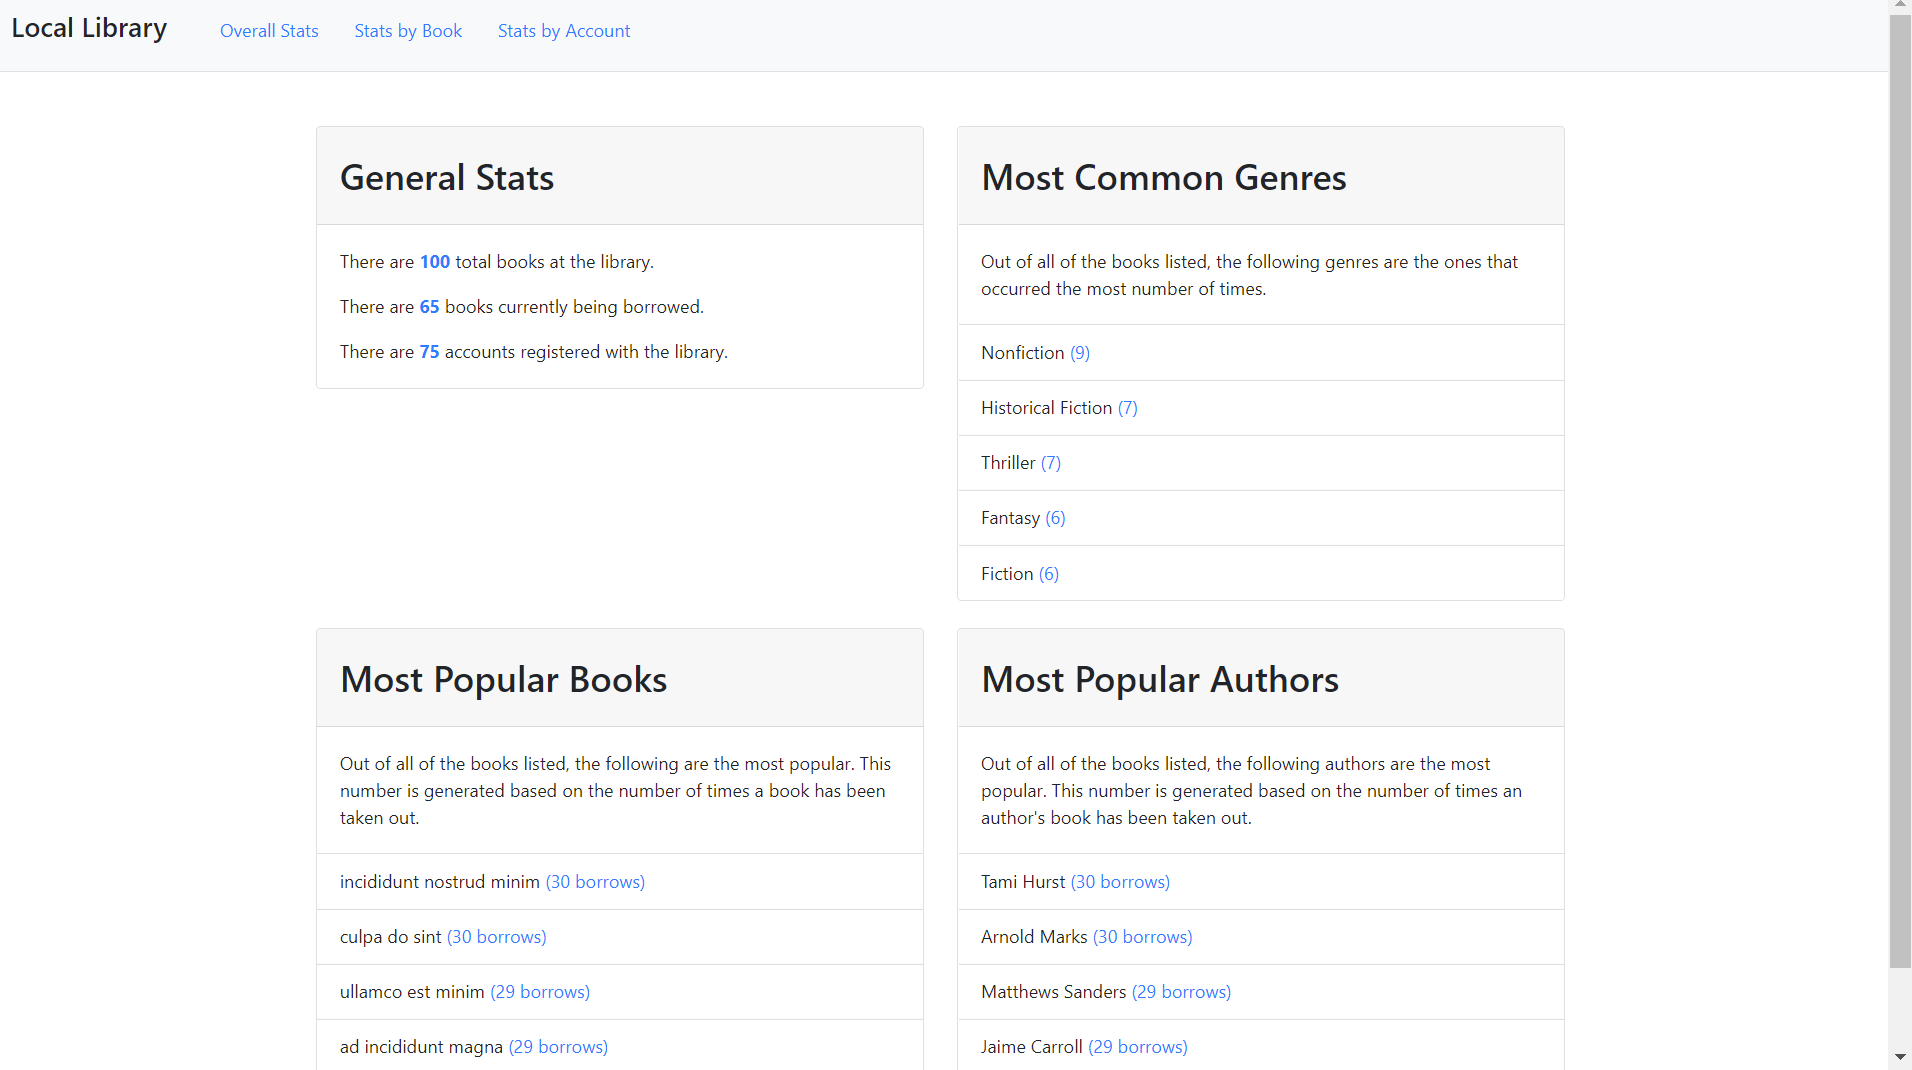 Local Library
Overall Stats
Stats by Book
Stats by Account
General Stats
There are 100 total books at the library.
There are 65 books currently being borrowed.
There are 75 accounts registered with the library.
Most Common Genres
Out of all of the books listed, the following genres are the ones that
occurred the most number of times.
Nonfiction (9)
Historical Fiction (7)
Thriller (7)
Fantasy (6)
Fiction (6)
Most Popular Books
Out of all of the books listed, the following are the most popular. This
number is generated based on the number of times a book has been
taken out.
incididunt nostrud minim (30 borrows)
culpa do sint (30 borrows)
ullamco est minim (29 borrows)
ad incididunt magna (29 borrows)
Most Popular Authors
Out of all of the books listed, the following authors are the most
popular. This number is generated based on the number of times an
author's book has been taken out.
Tami Hurst (30 borrows)
Arnold Marks (30 borrows)
Matthews Sanders (29 borrows)
Jaime Carroll (29 borrows)